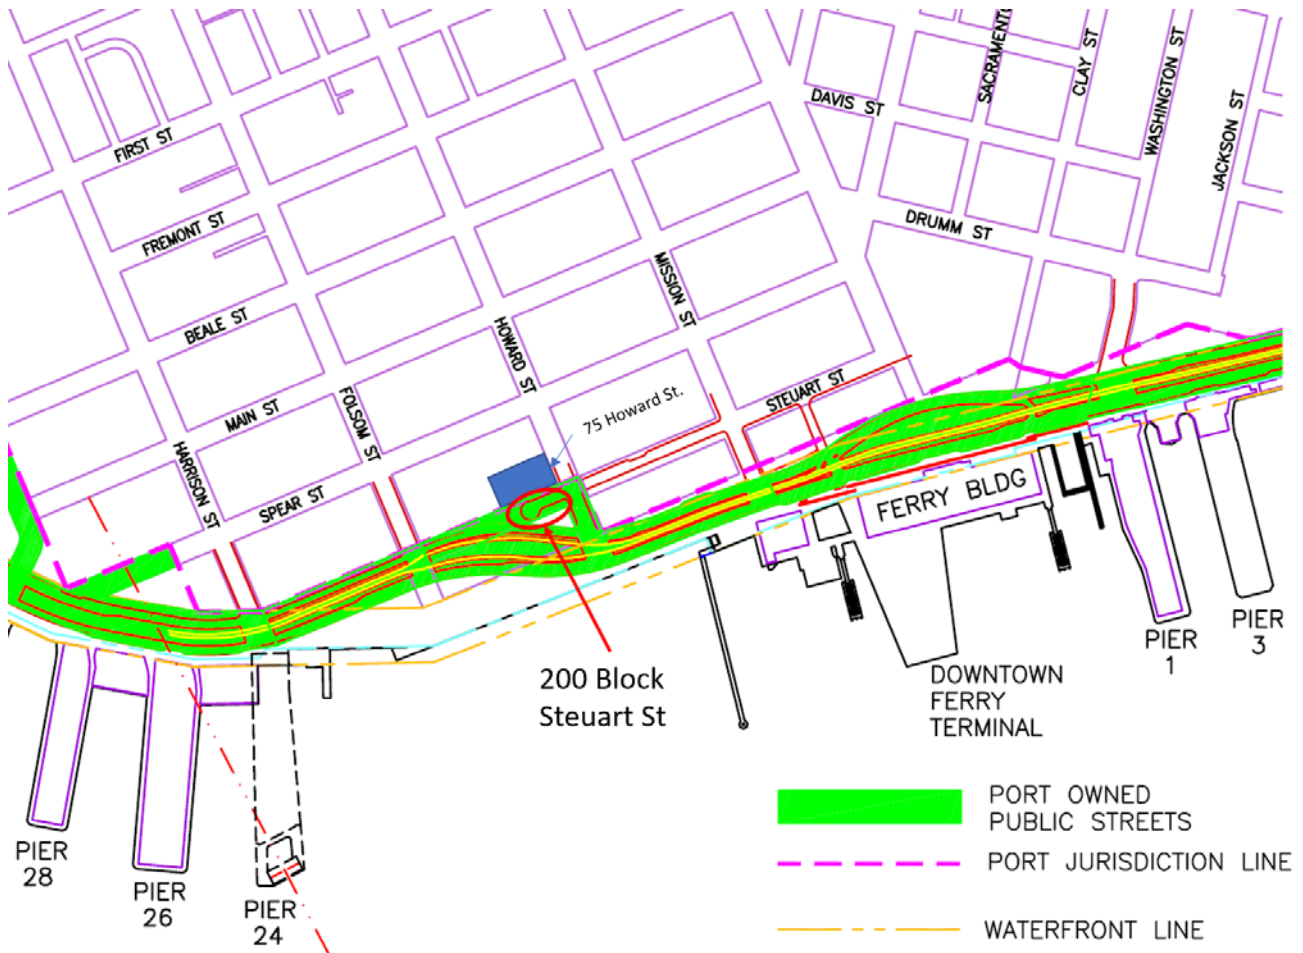 SACRAMENTO
CLAY ST
WASHINGTON ST
JACKSON ST
DAVIS ST
FIRST ST
FREMONT ST
DRUMM ST
BEALE ST
MISSION ST
HOWARD ST
STEUART ST
75 Howard St.
FOLSOM ST
MAIN ST
HARRISON ST
SPEAR ST
FERRY BLDG
200 Block
Steuart St
DOWNTOWN
FERRY
TERMINAL
PIER
1
PIER
3
PIER
28
PIER
26
PIER
24
PORT OWNED
PUBLIC STREETS
PORT JURISDICTION LINE
WATERFRONT LINE